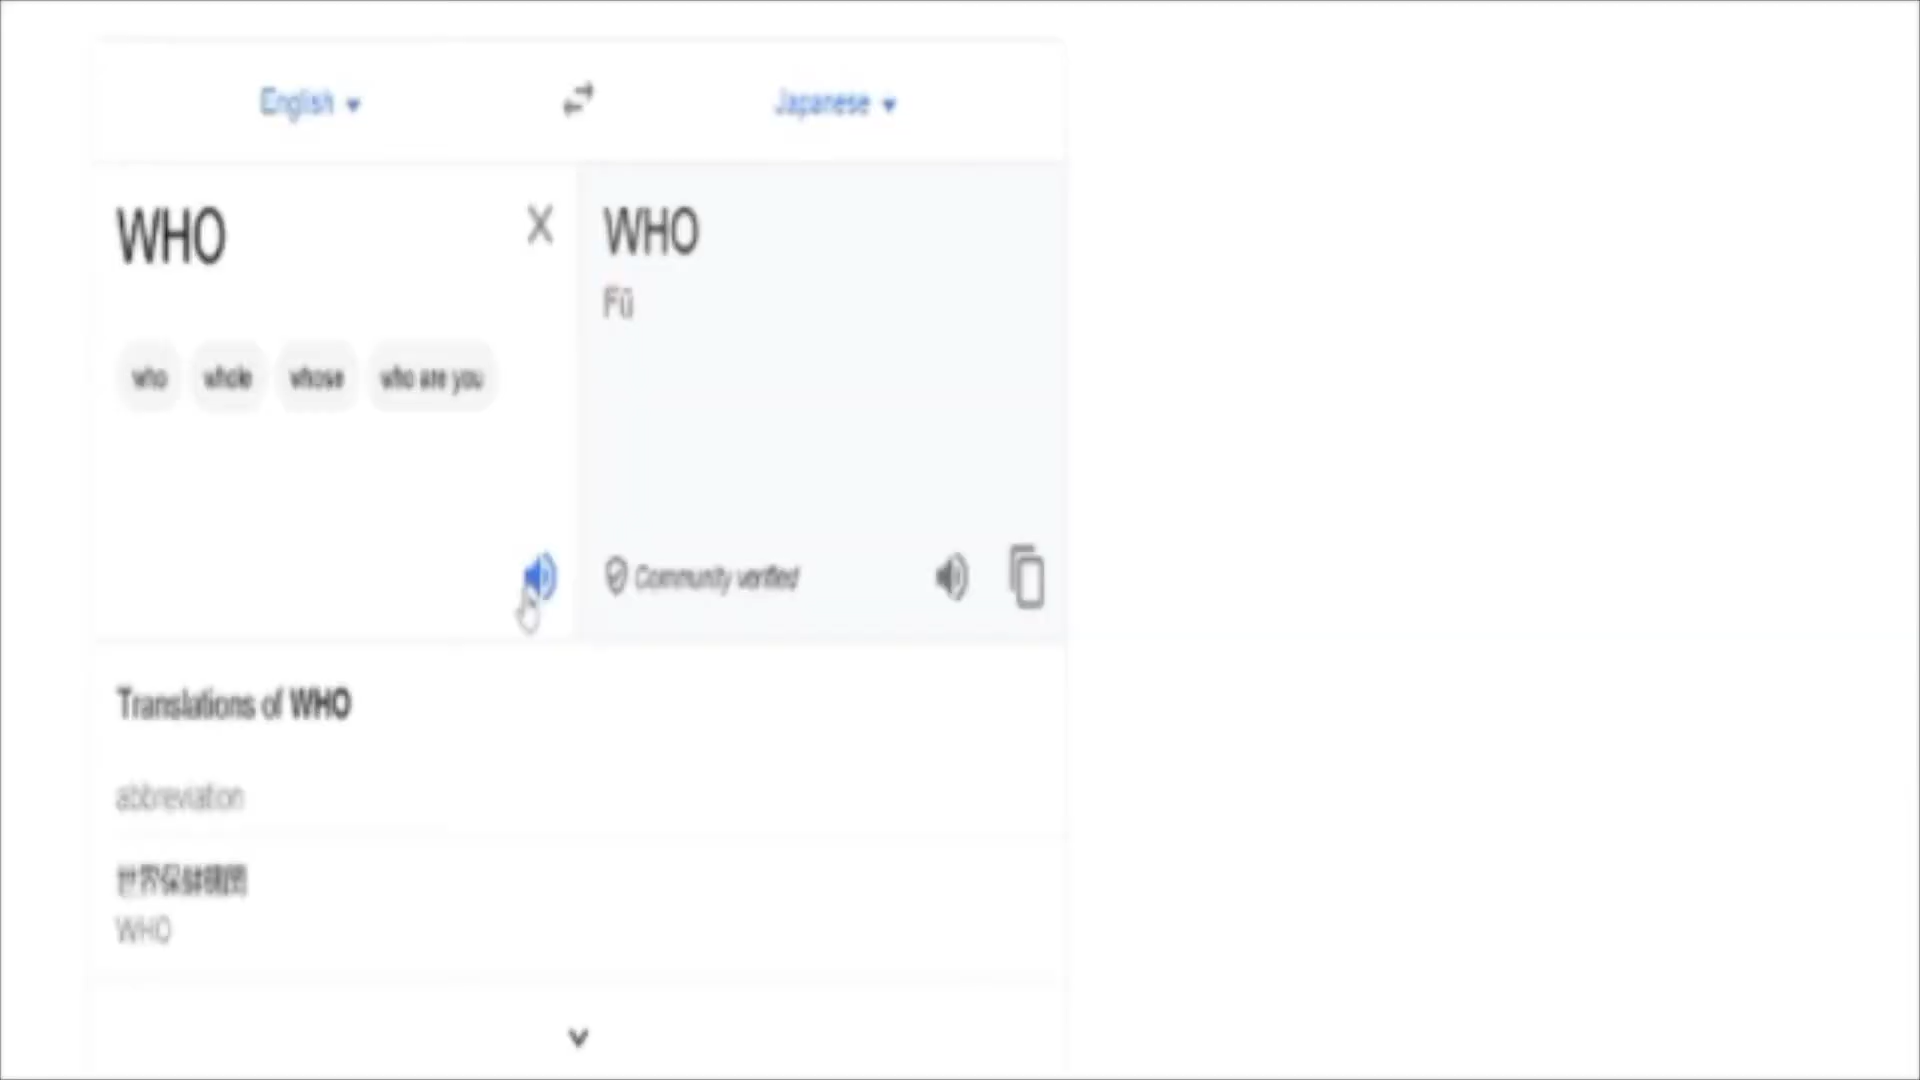 English
Japanese
WHO
X
WHO
Fū
who
whole
whose
who are you
Community verified
Translations of WHO
abbreviation
世界保健機関
WHO